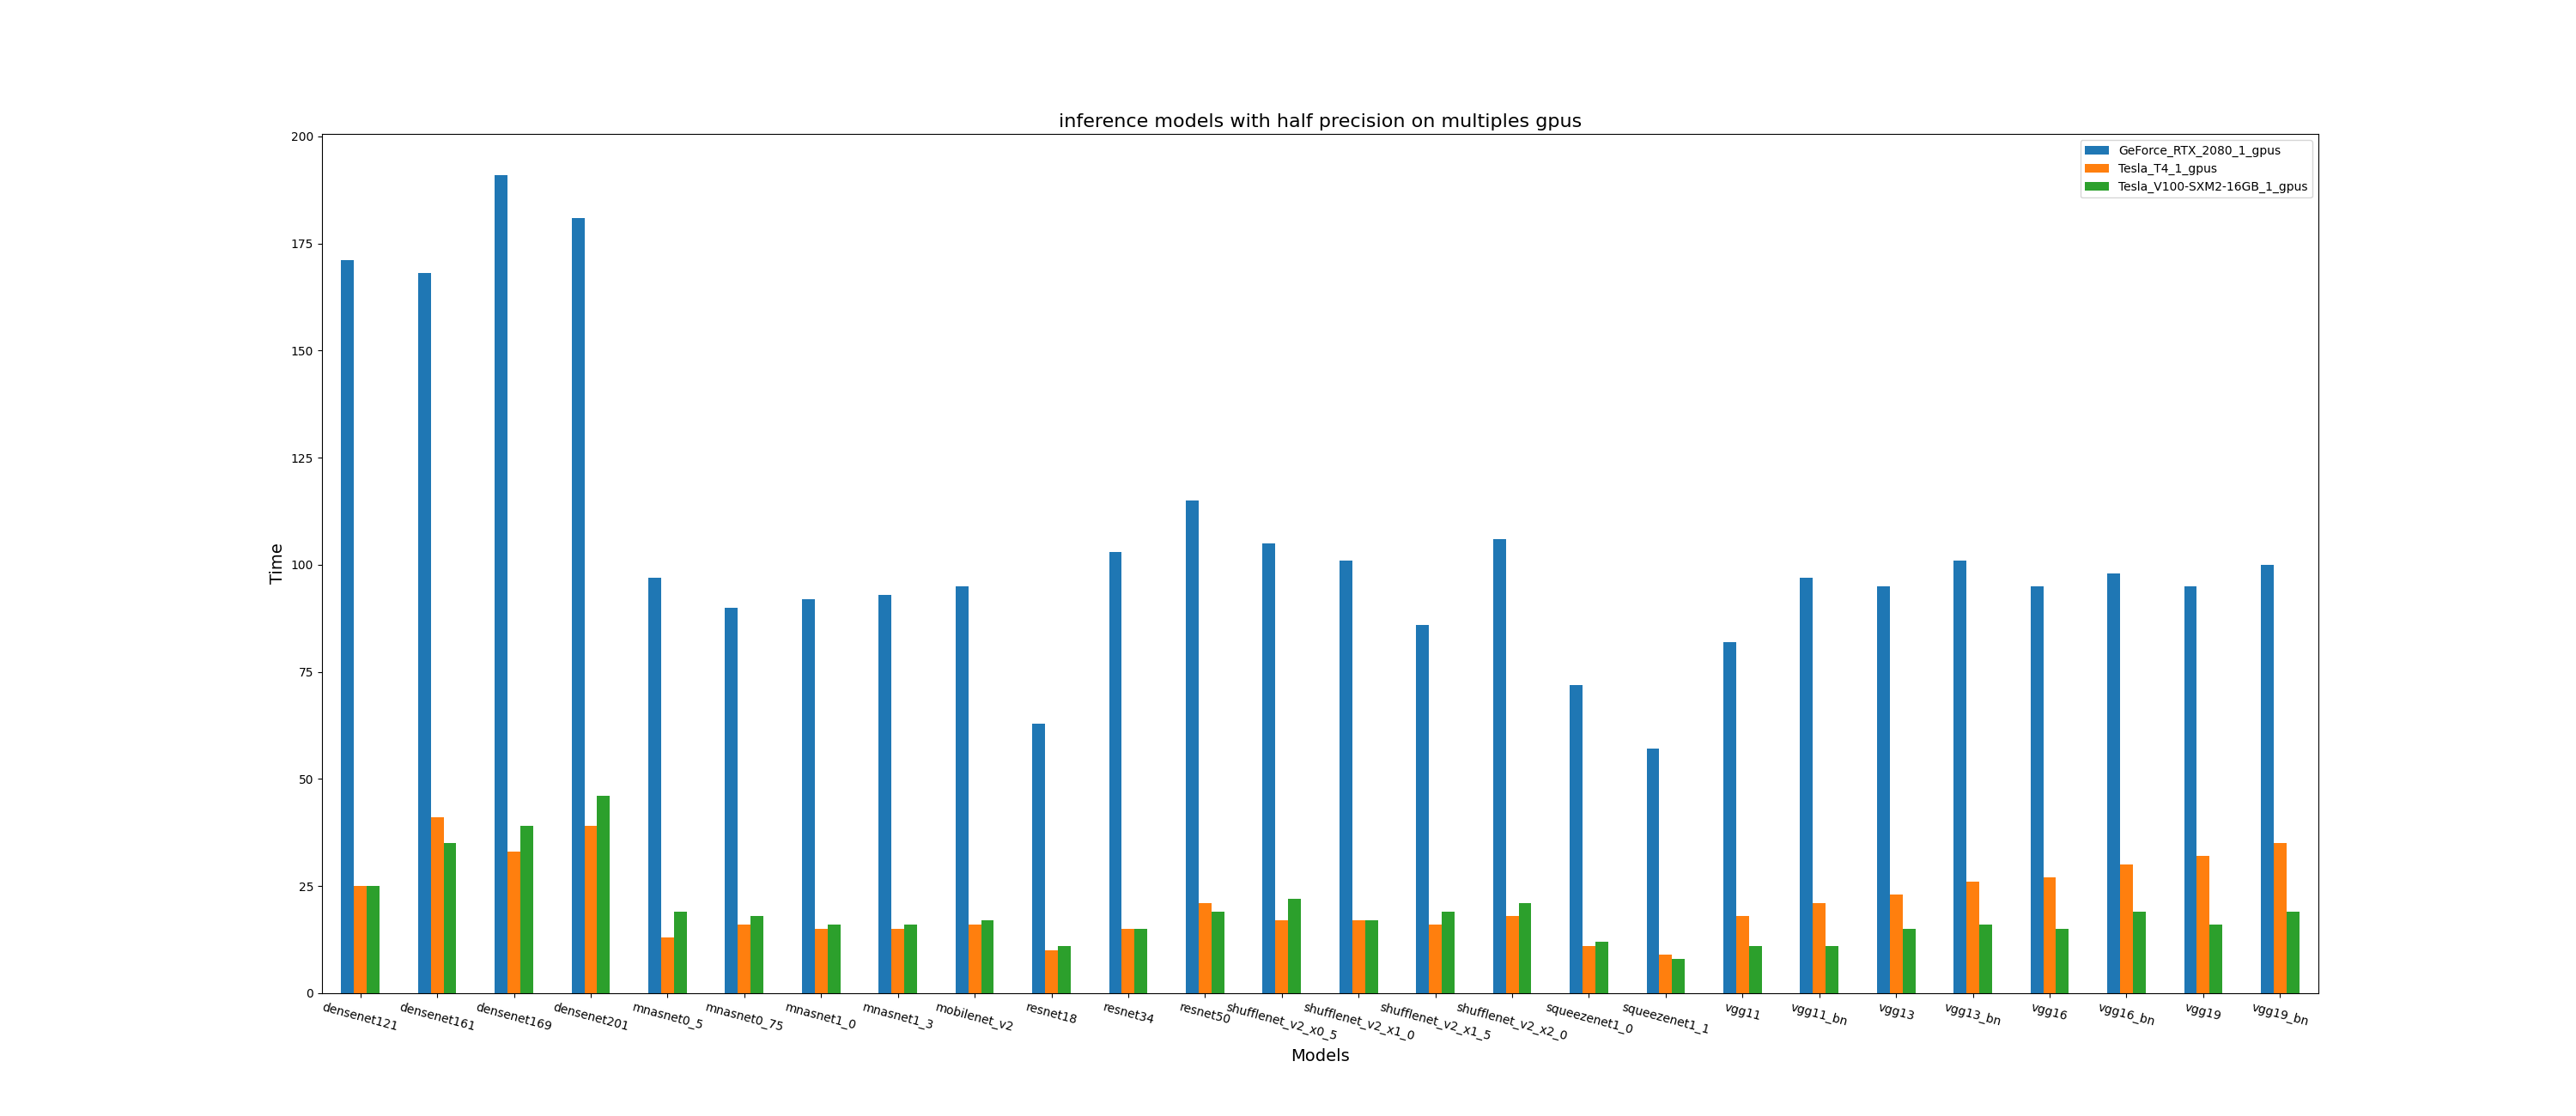 inference models with half precision on multiples gpus
GeForce_RTX_2080_1_gpus
Tesla_T4_1_gpus
Tesla_V100-SXM2-16GB_1_gpus
Time
200
175
150
125
100
75
50
25
0
densenet121
densenet161
densenet169
densenet201
mnasnet0_5
mnasnet0_75
mnasnet1_0
mnasnet1_3
mobilenet_v2
resnet18
resnet34
resnet50
shufflenet_v2_x0_5
shufflenet_v2_x1_0
shufflenet_v2_x1_5
shufflenet_v2_x2_0
squeezenet1_0
squeezenet1_1
vgg11
vgg11_bn
vgg13
vgg13_bn
vgg16
vgg16_bn
vgg19
vgg19_bn
Models